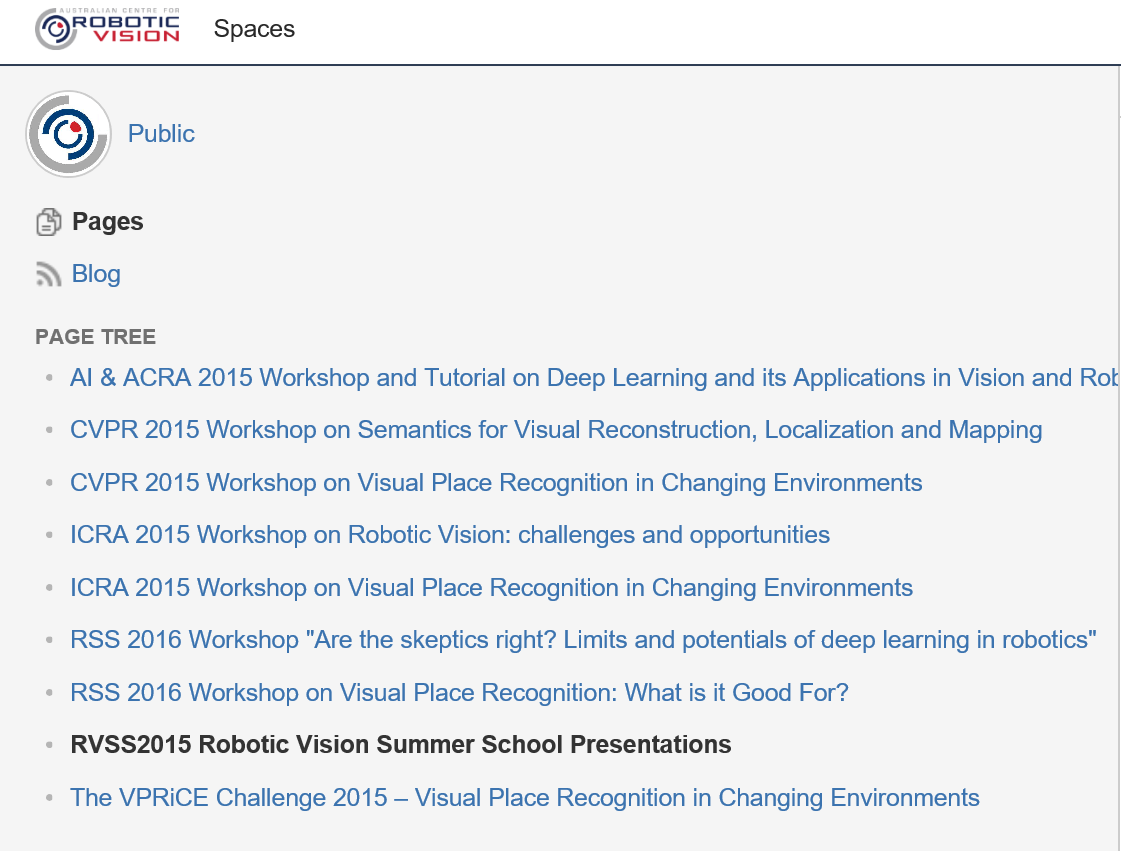 AUSTRALIAN CENTRE FOR
ROBOTIC
VISION
Spaces
Public
Pages
Blog
PAGE TREE
AI & ACRA 2015 Workshop and Tutorial on Deep Learning and its Applications in Vision and
CVPR 2015 Workshop on Semantics for Visual Reconstruction, Localization and Mapping
CVPR 2015 Workshop on Visual Place Recognition in Changing Environments
ICRA 2015 Workshop on Robotic Vision: challenges and opportunities
ICRA 2015 Workshop on Visual Place Recognition in Changing Environments
RSS 2016 Workshop "Are the skeptics right? Limits and potentials of deep learning in robotics"
RSS 2016 Workshop on Visual Place Recognition: What is it Good For?
RVSS2015 Robotic Vision Summer School Presentations
The VPRiCE Challenge 2015 – Visual Place Recognition in Changing Environments